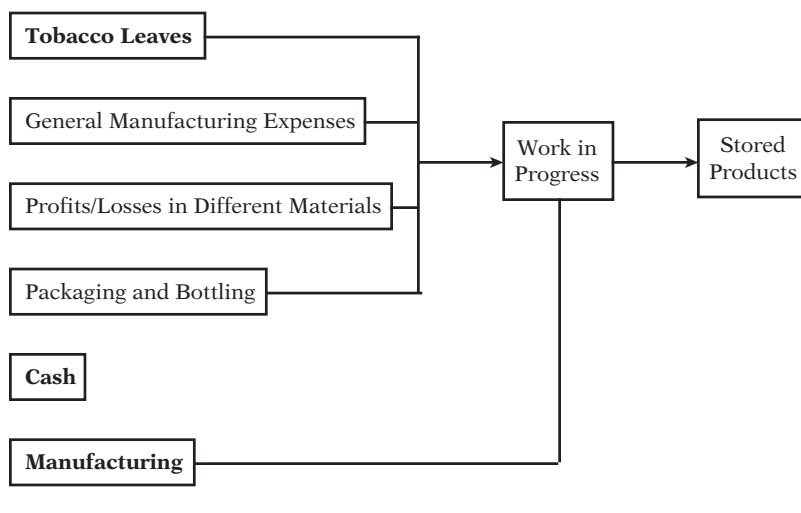 Tobacco Leaves
General Manufacturing Expenses
Profits/Losses in Different Materials
Packaging and Bottling
Cash
Manufacturing
Work in
Progress
Stored
Products